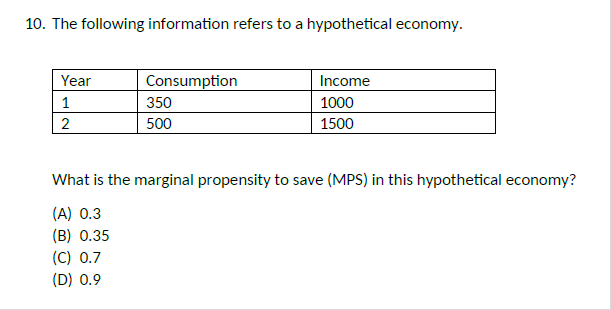 10. The following information refers to a hypothetical economy.
Year Consumption Income
1 350 1000
2 500 1500
What is the marginal propensity to save (MPS) in this hypothetical economy?
(A) 0.3
(B) 0.35
(C) 0.7
(D) 0.9